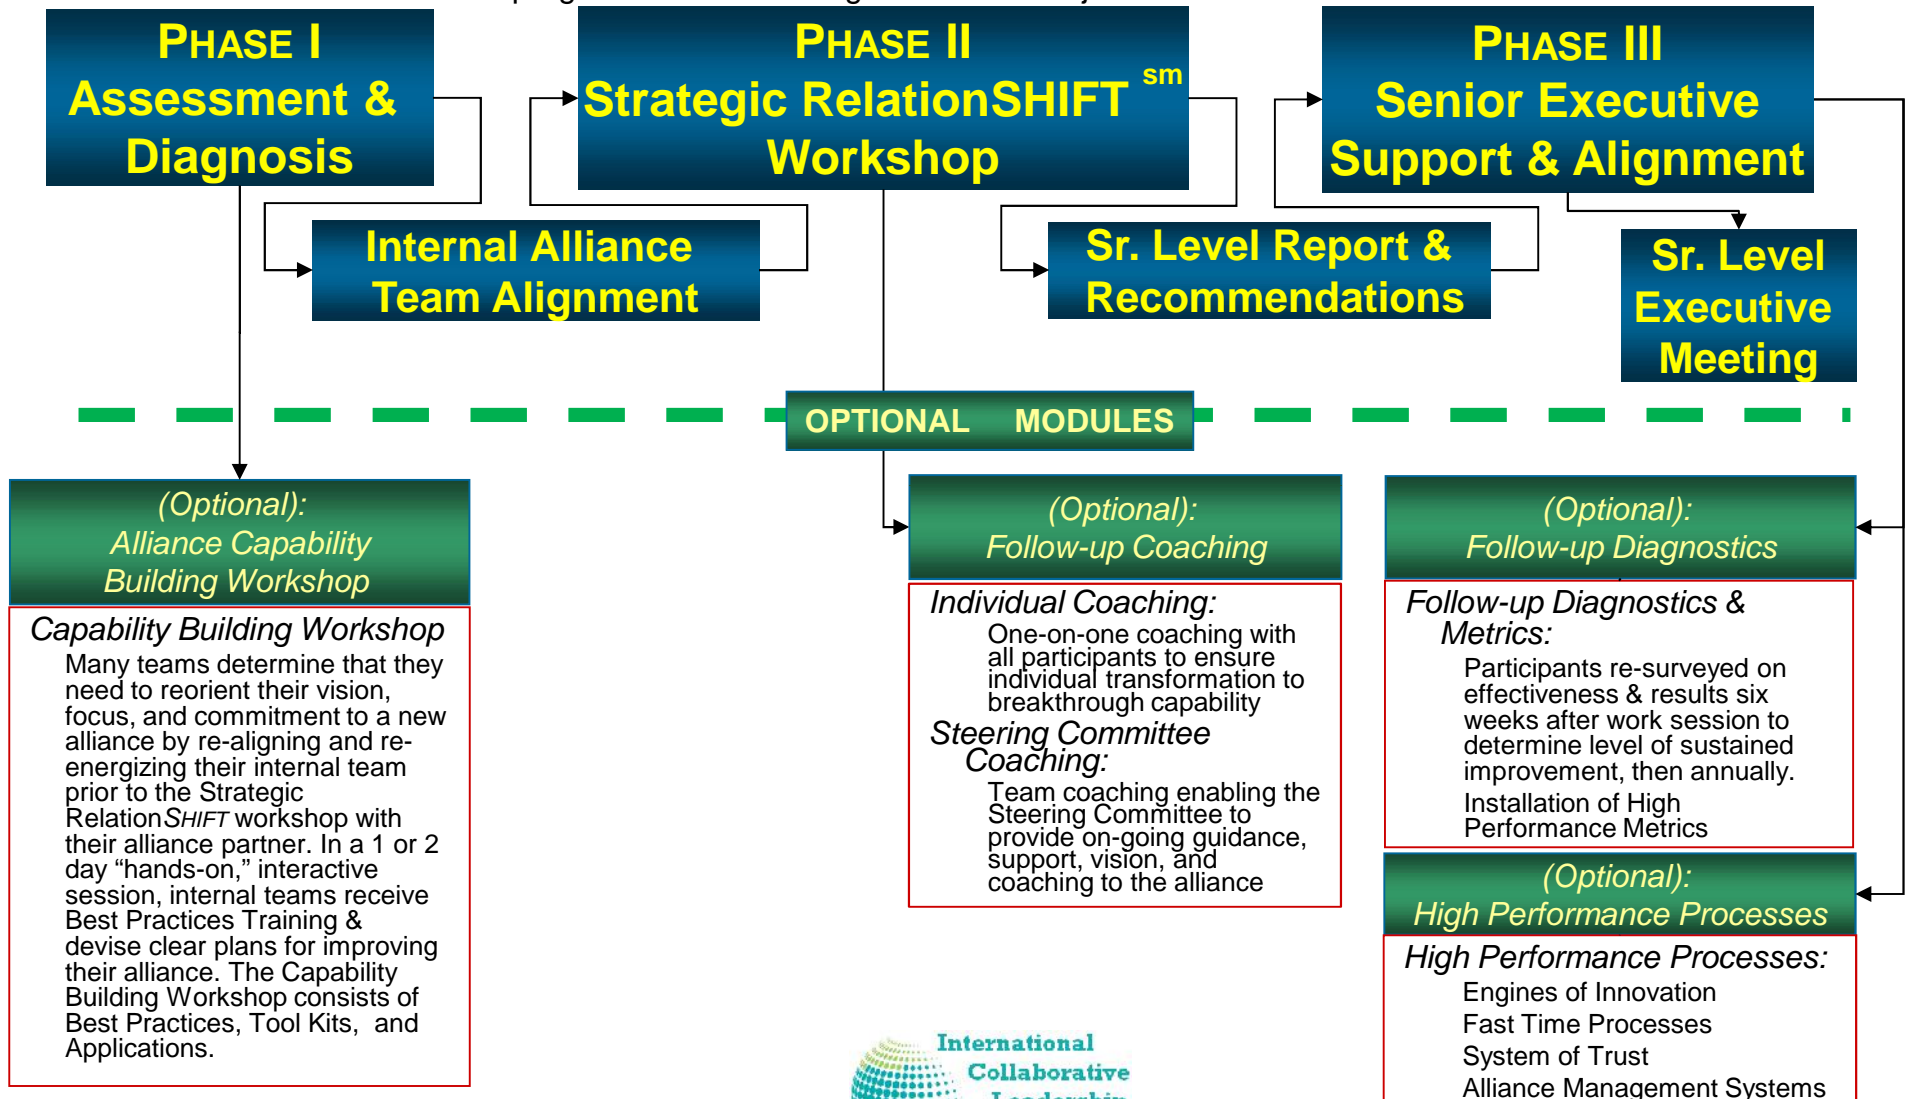 PHASE I
Assessment &
Diagnosis
PHASE II
Strategic RelationSHIFT sm
Workshop
PHASE III
Senior Executive
Support & Alignment
Internal Alliance
Team Alignment
Sr. Level Report &
Recommendations
Sr. Level
Executive
Meeting
OPTIONAL MODULES
(Optional):
Alliance Capability
Building Workshop
Capability Building Workshop
Many teams determine that they
need to reorient their vision,
focus, and commitment to a new
alliance by re-aligning and re-
energizing their internal team
prior to the Strategic
RelationSHIFT workshop with
their alliance partner. In a 1 or 2
day “hands-on,” interactive
session, internal teams receive
Best Practices Training &
devise clear plans for improving
their alliance. The Capability
Building Workshop consists of
Best Practices, Tool Kits, and
Applications.
(Optional):
Follow-up Coaching
Individual Coaching:
One-on-one coaching with
all participants to ensure
individual transformation to
breakthrough capability
Steering Committee
Coaching:
Team coaching enabling the
Steering Committee to
provide on-going guidance,
support, vision, and
coaching to the alliance
(Optional):
Follow-up Diagnostics
Follow-up Diagnostics &
Metrics:
Participants re-surveyed on
effectiveness & results six
weeks after work session to
determine level of sustained
improvement, then annually.
Installation of High
Performance Metrics
(Optional):
High Performance Processes
High Performance Processes:
Engines of Innovation
Fast Time Processes
System of Trust
Alliance Management Systems
International
Collaborative
Leadership